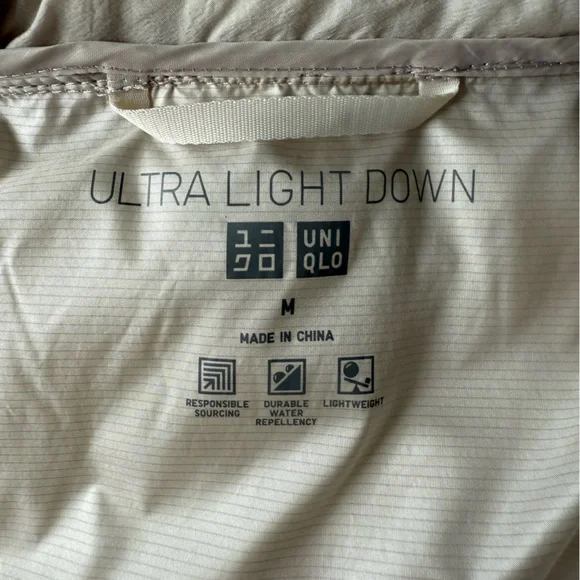 ULTRA LIGHT DOWN
ユニ UNI
クロ QLO
M
MADE IN CHINA
RESPONSIBLE SOURCING
DURABLE WATER REPELLENCY
LIGHTWEIGHT